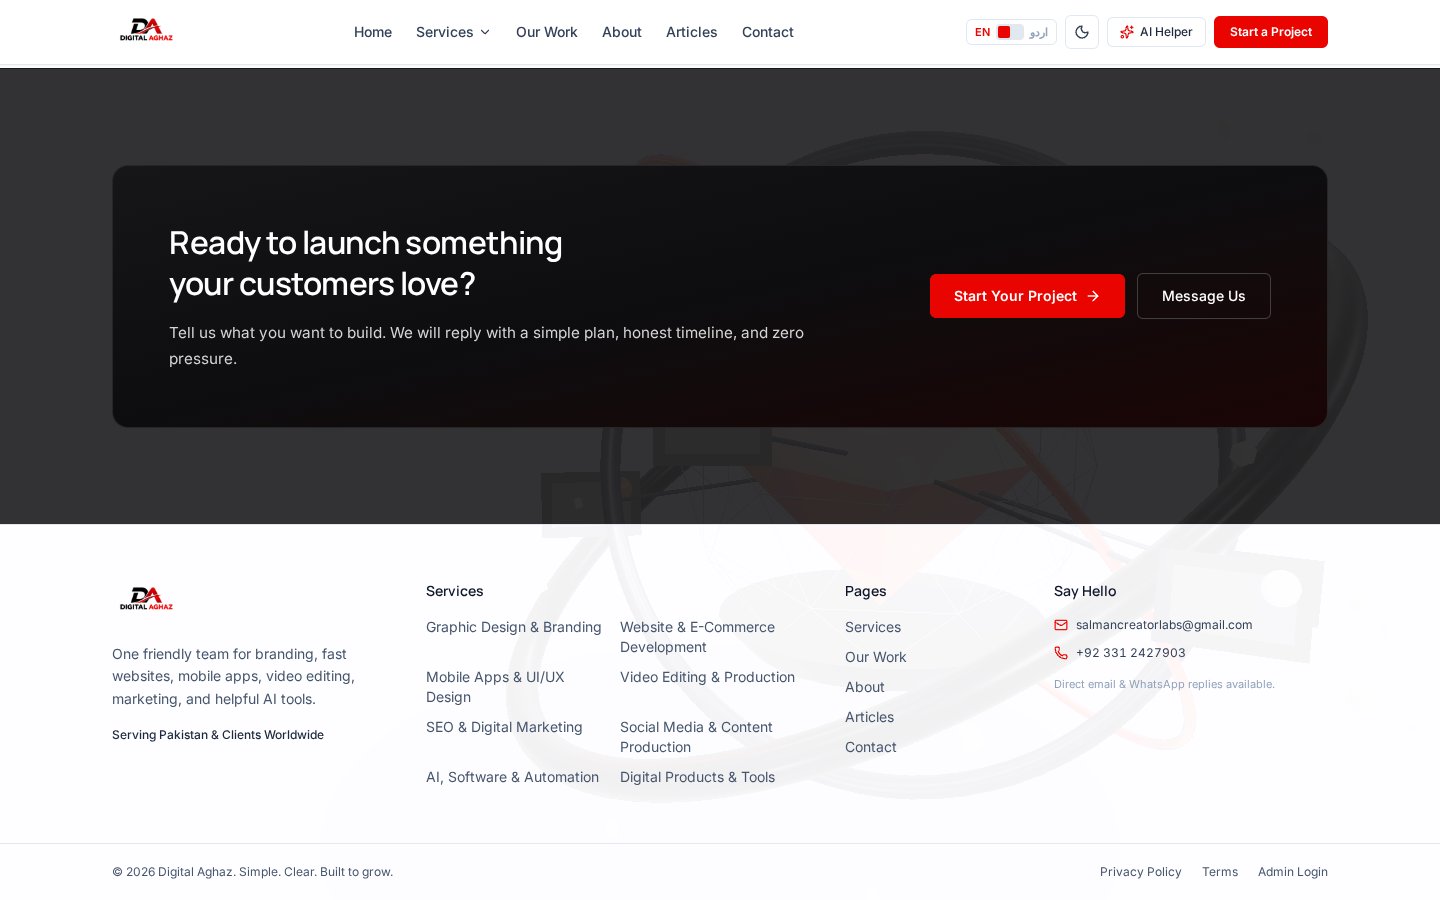 DA
DIGITAL AGHAZ
Home
Services
Our Work
About
Articles
Contact
EN
اردو
AI Helper
Start a Project
Ready to launch something
your customers love?
Tell us what you want to build. We will reply with a simple plan, honest timeline, and zero
pressure.
Start Your Project
Message Us
DA
DIGITAL AGHAZ
One friendly team for branding, fast
websites, mobile apps, video editing,
marketing, and helpful AI tools.
Serving Pakistan & Clients Worldwide
Services
Graphic Design & Branding
Website & E-Commerce
Development
Mobile Apps & UI/UX
Design
Video Editing & Production
SEO & Digital Marketing
Social Media & Content
Production
AI, Software & Automation
Digital Products & Tools
Pages
Services
Our Work
About
Articles
Contact
Say Hello
salmancreatorlabs@gmail.com
+92 331 2427903
Direct email & WhatsApp replies available.
© 2026 Digital Aghaz. Simple. Clear. Built to grow.
Privacy Policy
Terms
Admin Login